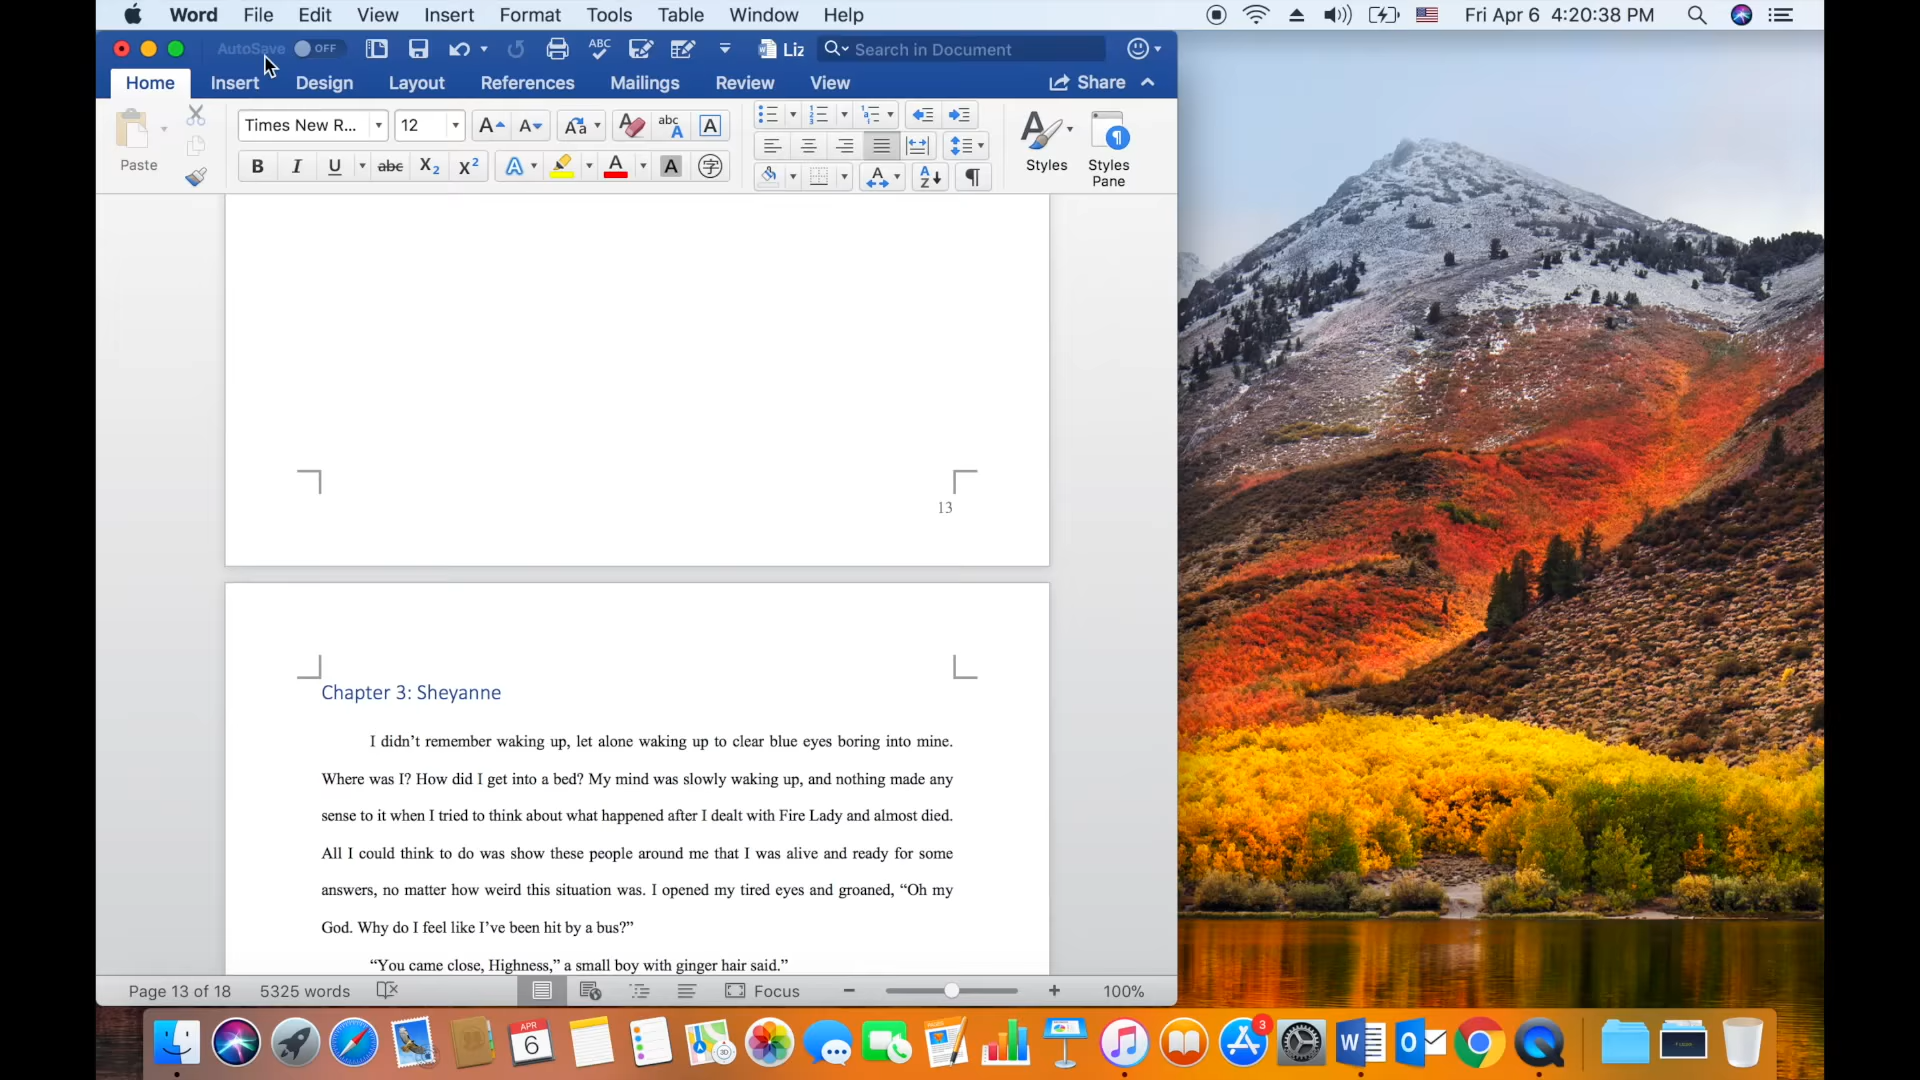 Word File Edit View Insert Format Tools Table Window Help Fri Apr 6 4:20:38 PM
AutoSave OFF ABC Liz Search in Document
Home Insert Design Layout References Mailings Review View Share
Paste Times New R... 12 Styles Styles Pane
13
Chapter 3: Sheyanne
I didn’t remember waking up, let alone waking up to clear blue eyes boring into mine.
Where was I? How did I get into a bed? My mind was slowly waking up, and nothing made any
sense to it when I tried to think about what happened after I dealt with Fire Lady and almost died.
All I could think to do was show these people around me that I was alive and ready for some
answers, no matter how weird this situation was. I opened my tired eyes and groaned, “Oh my
God. Why do I feel like I’ve been hit by a bus?”
“You came close, Highness,” a small boy with ginger hair said.”
Page 13 of 18 5325 words Focus 100%
APR
6
3